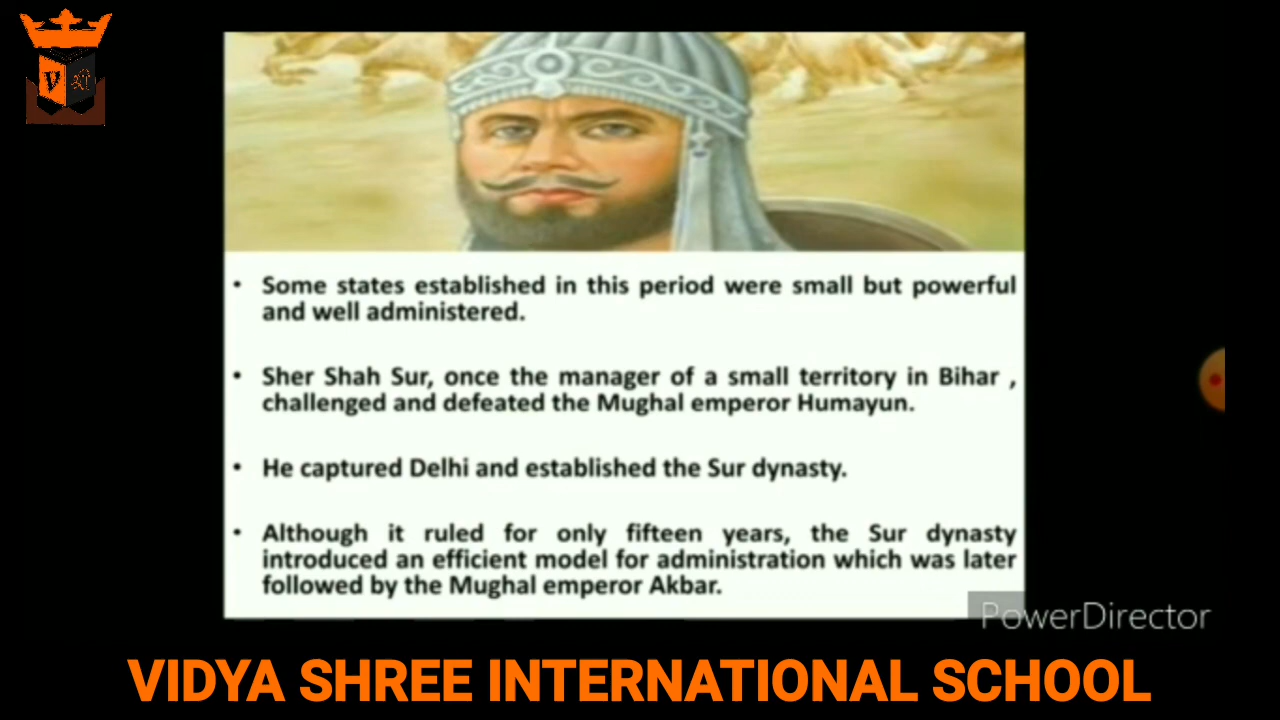 • Some states established in this period were small but powerful
and well administered.
• Sher Shah Sur, once the manager of a small territory in Bihar ,
challenged and defeated the Mughal emperor Humayun.
• He captured Delhi and established the Sur dynasty.
• Although it ruled for only fifteen years, the Sur dynasty
introduced an efficient model for administration which was later
followed by the Mughal emperor Akbar.
PowerDirector
VIDYA SHREE INTERNATIONAL SCHOOL